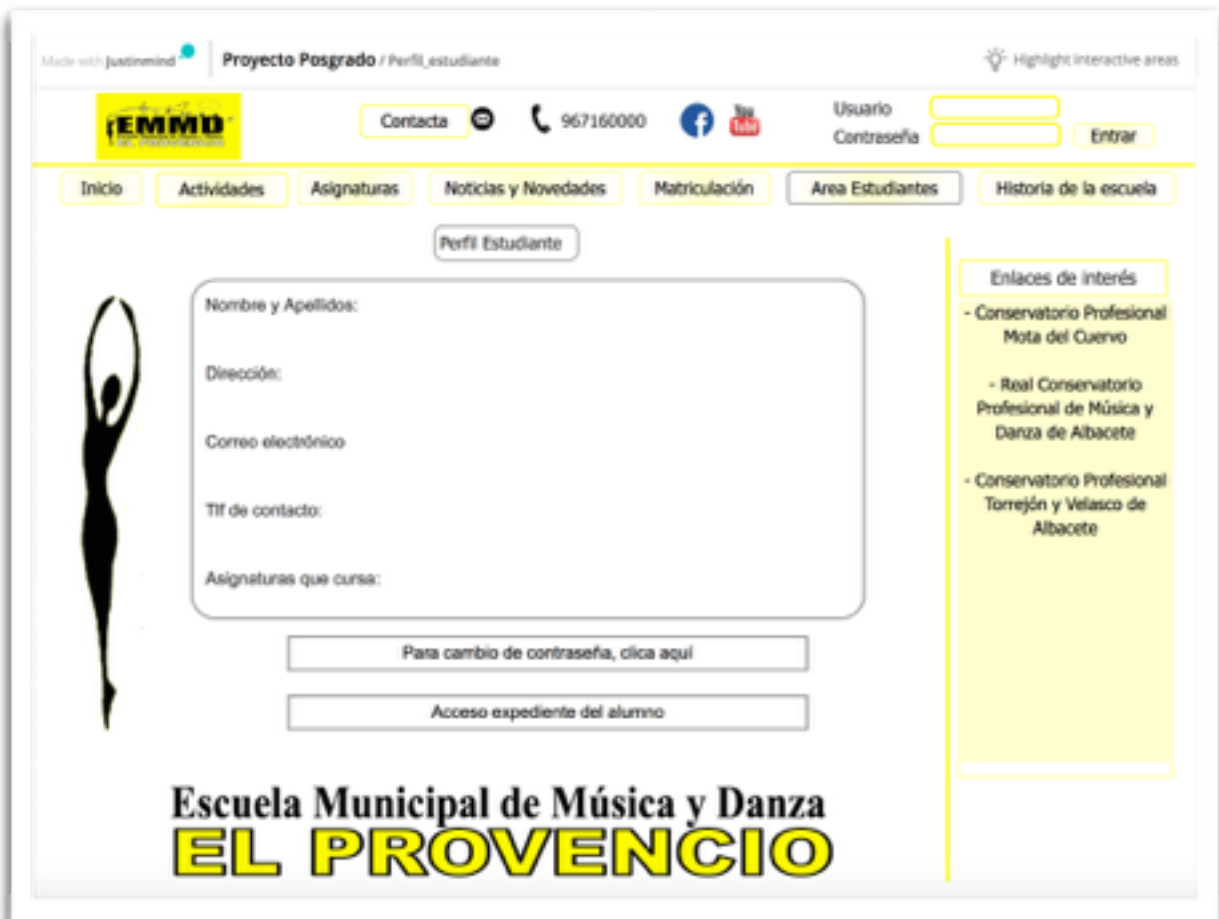 Made with Justinmind
Proyecto Posgrado / Perfil_estudiante
Highlight interactive areas
EMMD
EL PROVENCIO
Contacta
967160000
You
Tube
Usuario
Contraseña
Entrar
Inicio
Actividades
Asignaturas
Noticias y Novedades
Matriculación
Area Estudiantes
Historia de la escuela
Perfil Estudiante
Nombre y Apellidos:
Dirección:
Correo electrónico
Tlf de contacto:
Asignaturas que cursa:
Para cambio de contraseña, clica aquí
Acceso expediente del alumno
Enlaces de interés
- Conservatorio Profesional
Mota del Cuervo
- Real Conservatorio
Profesional de Música y
Danza de Albacete
- Conservatorio Profesional
Torrejón y Velasco de
Albacete
Escuela Municipal de Música y Danza
EL PROVENCIO